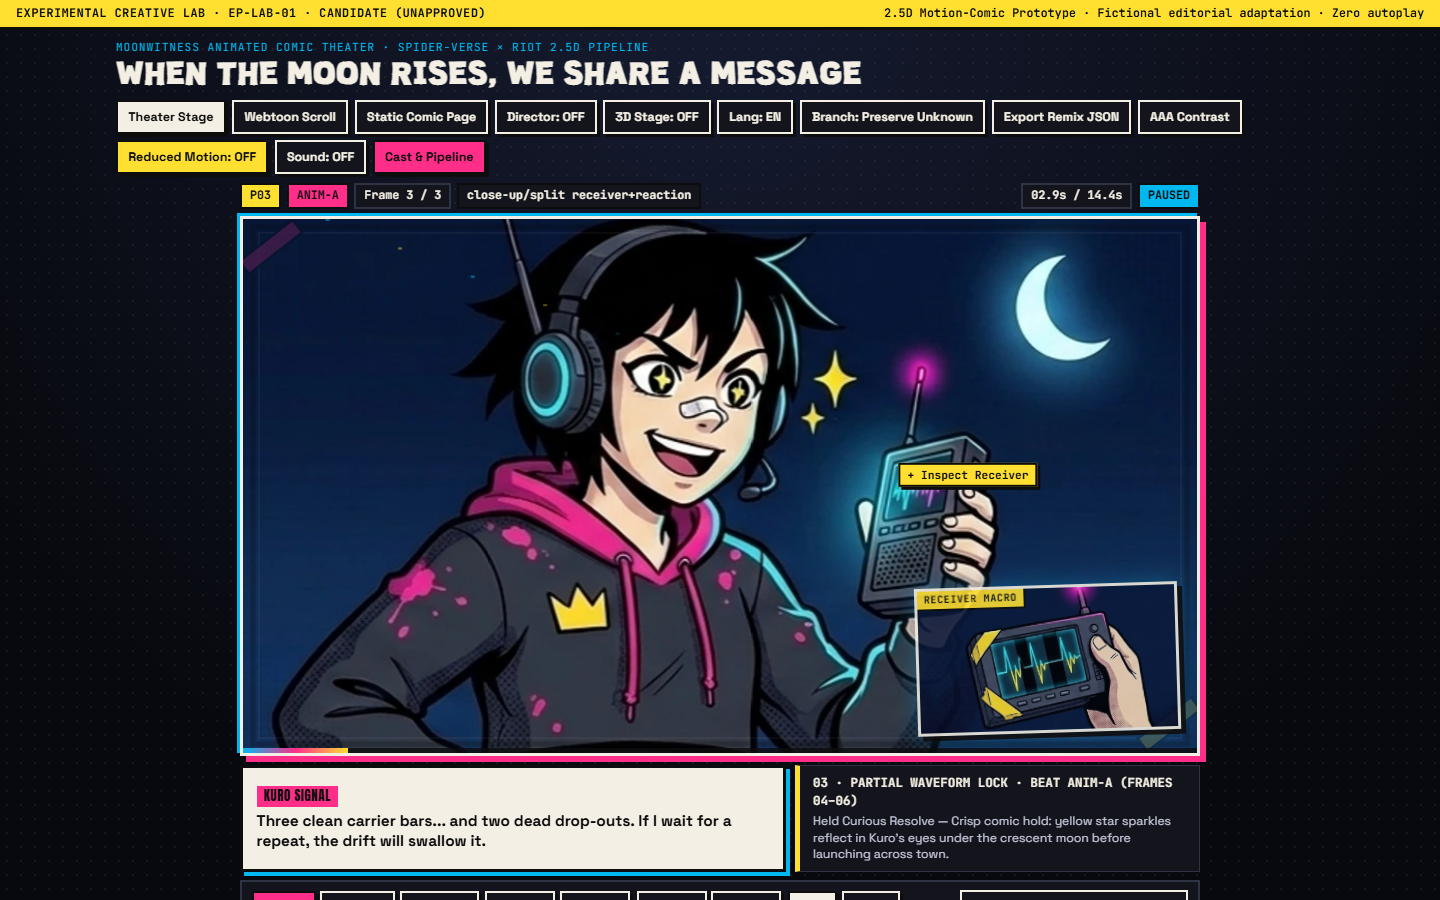 EXPERIMENTAL CREATIVE LAB · EP-LAB-01 · CANDIDATE (UNAPPROVED)
2.5D Motion-Comic Prototype · Fictional editorial adaptation · Zero autoplay
MOONWITNESS ANIMATED COMIC THEATER · SPIDER-VERSE × RIOT 2.5D PIPELINE
WHEN THE MOON RISES, WE SHARE A MESSAGE
Theater Stage
Webtoon Scroll
Static Comic Page
Director: OFF
3D Stage: OFF
Lang: EN
Branch: Preserve Unknown
Export Remix JSON
AAA Contrast
Reduced Motion: OFF
Sound: OFF
Cast & Pipeline
P03
ANIM-A
Frame 3 / 3
close-up/split receiver+reaction
02.9s / 14.4s
PAUSED
+ Inspect Receiver
RECEIVER MACRO
KURO SIGNAL
Three clean carrier bars... and two dead drop-outs. If I wait for a
repeat, the drift will swallow it.
03 · PARTIAL WAVEFORM LOCK · BEAT ANIM-A (FRAMES
04–06)
Held Curious Resolve — Crisp comic hold: yellow star sparkles
reflect in Kuro's eyes under the crescent moon before
launching across town.